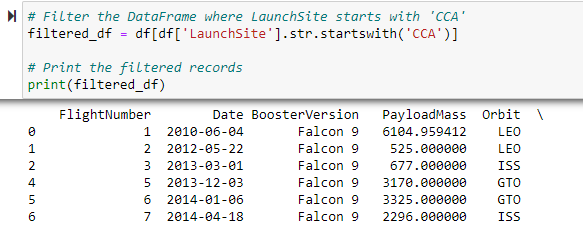 # Filter the DataFrame where LaunchSite starts with 'CCA'
filtered_df = df[df['LaunchSite'].str.startswith('CCA')]
# Print the filtered records
print(filtered_df)
FlightNumber Date BoosterVersion PayloadMass Orbit \
0 1 2010-06-04 Falcon 9 6104.959412 LEO
1 2 2012-05-22 Falcon 9 525.000000 LEO
2 3 2013-03-01 Falcon 9 677.000000 ISS
4 5 2013-12-03 Falcon 9 3170.000000 GTO
5 6 2014-01-06 Falcon 9 3325.000000 GTO
6 7 2014-04-18 Falcon 9 2296.000000 ISS